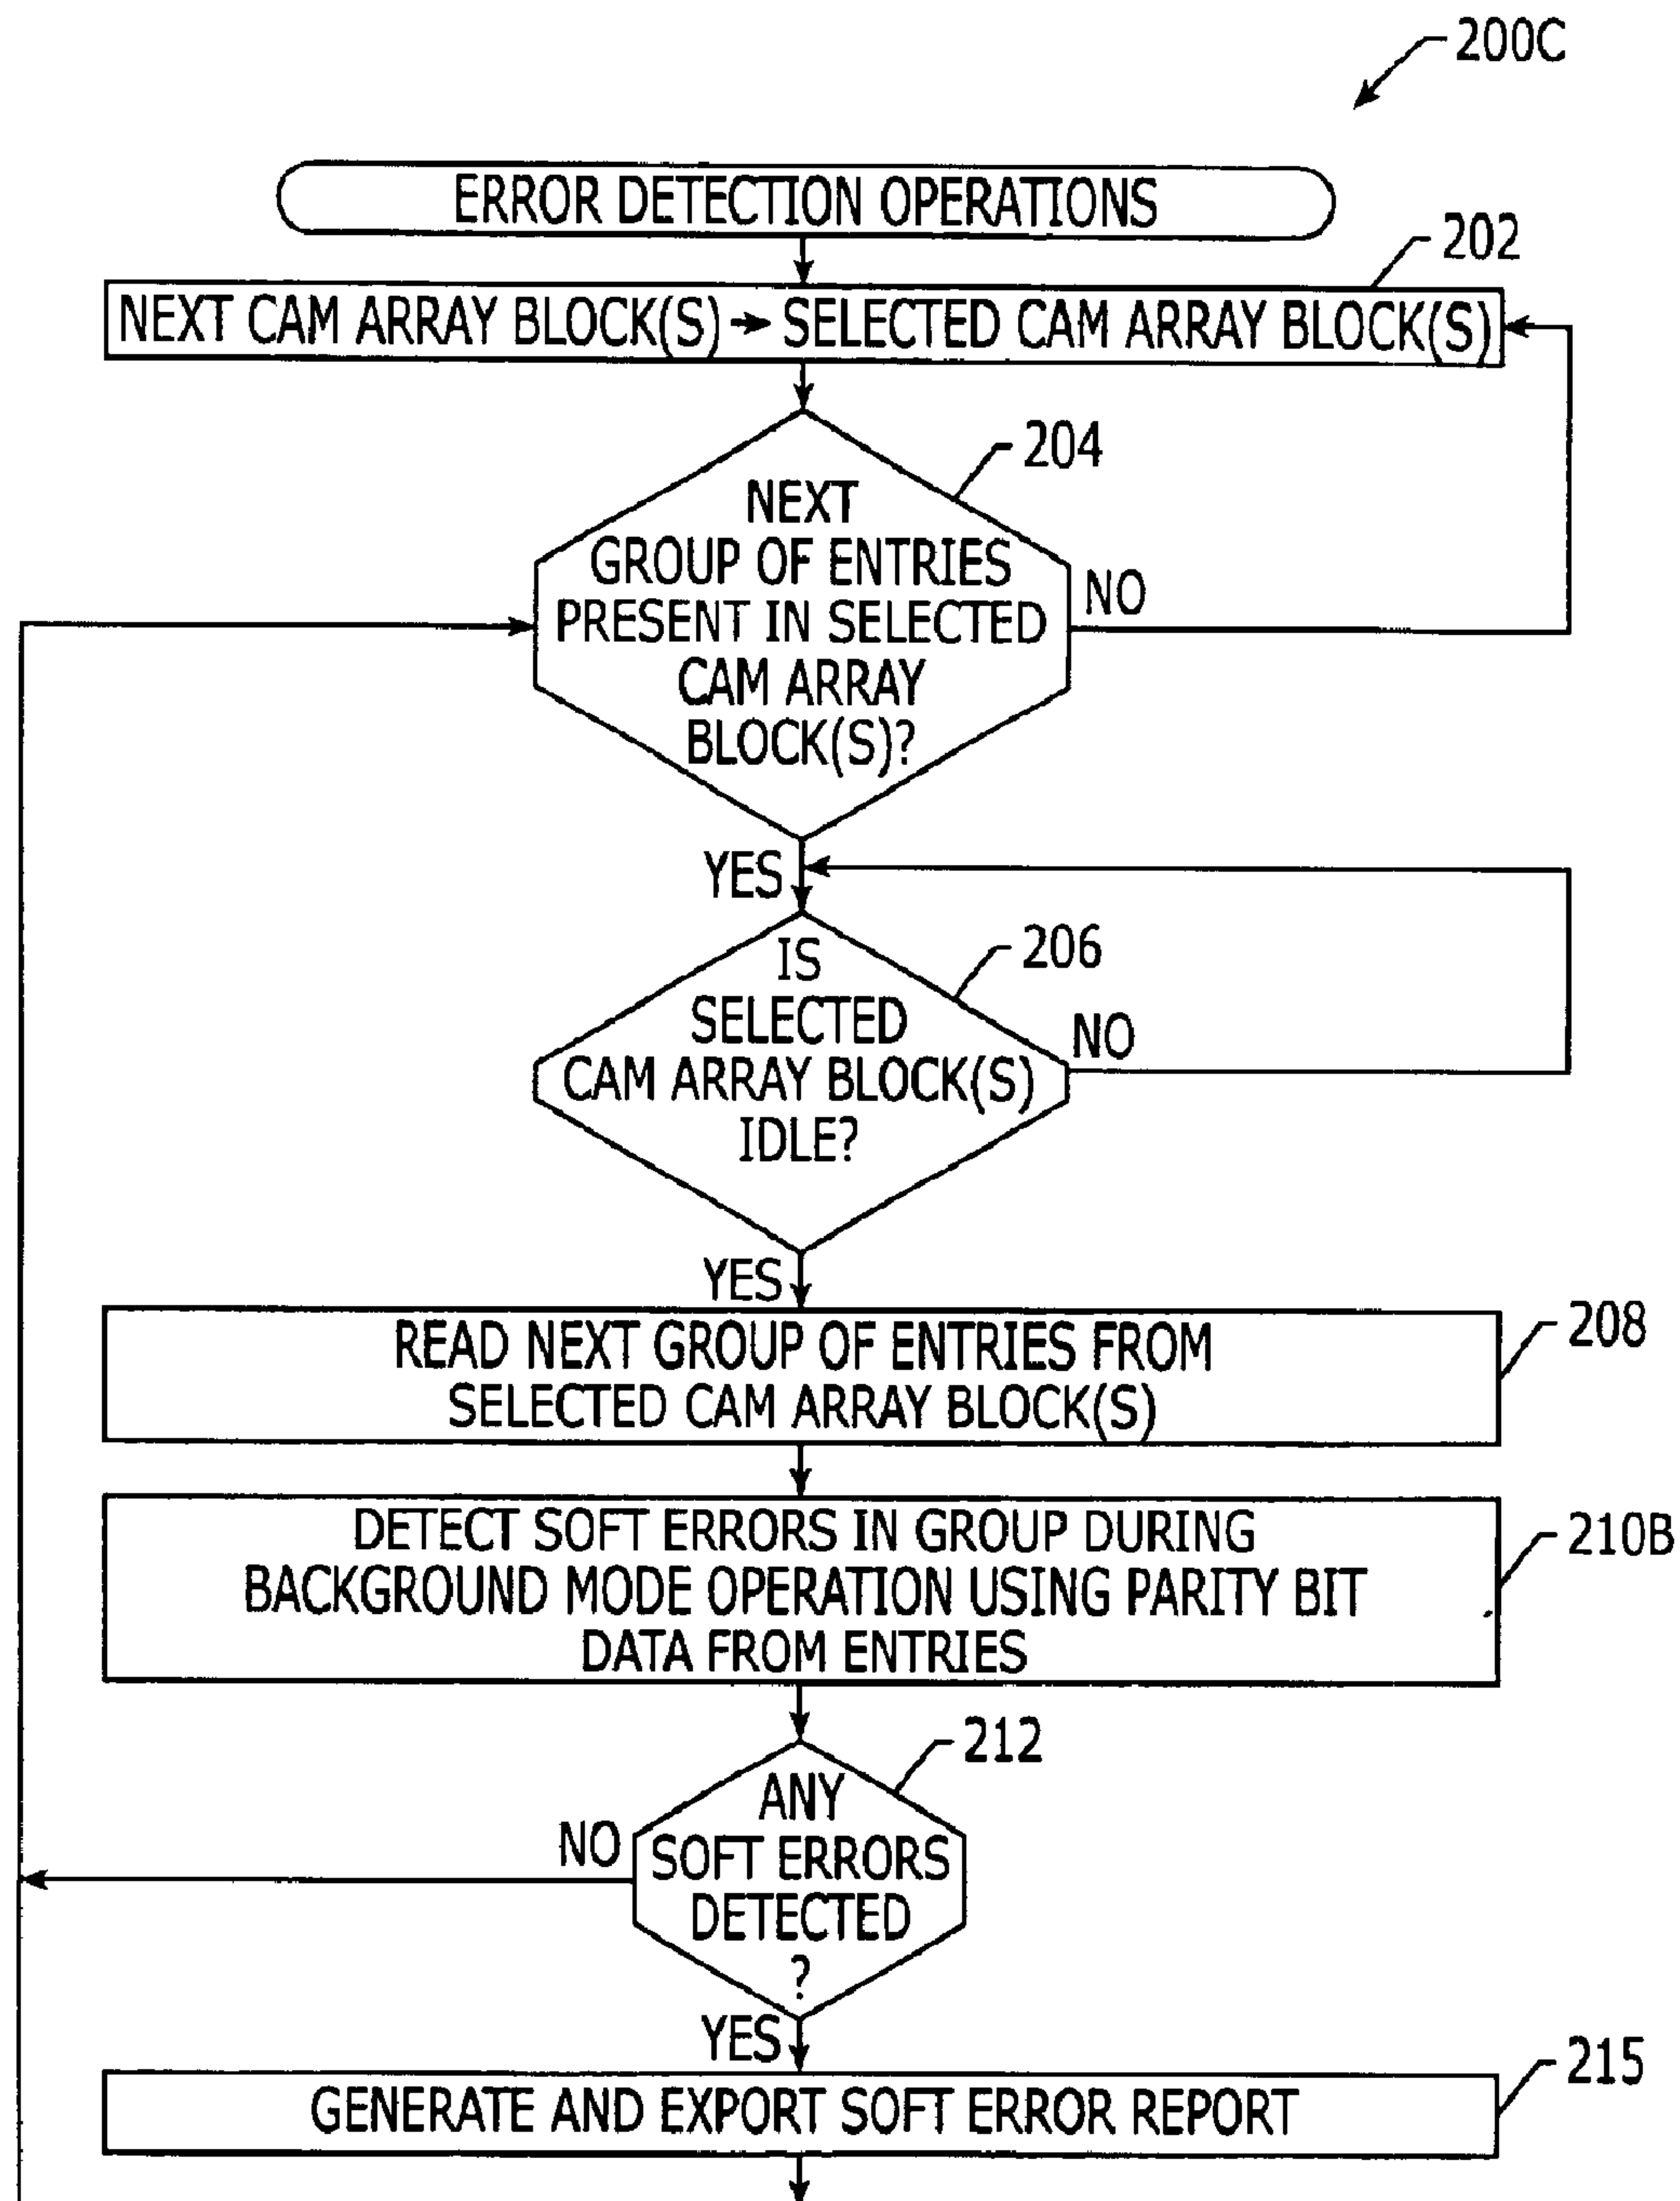 200C
ERROR DETECTION OPERATIONS
202
NEXT CAM ARRAY BLOCK(S) → SELECTED CAM ARRAY BLOCK(S)
204
NEXT
GROUP OF ENTRIES
PRESENT IN SELECTED
CAM ARRAY
BLOCK(S)?
NO
YES
206
IS
SELECTED
CAM ARRAY BLOCK(S)
IDLE?
NO
YES
208
READ NEXT GROUP OF ENTRIES FROM
SELECTED CAM ARRAY BLOCK(S)
210B
DETECT SOFT ERRORS IN GROUP DURING
BACKGROUND MODE OPERATION USING PARITY BIT
DATA FROM ENTRIES
212
ANY
SOFT ERRORS
DETECTED
?
NO
YES
215
GENERATE AND EXPORT SOFT ERROR REPORT